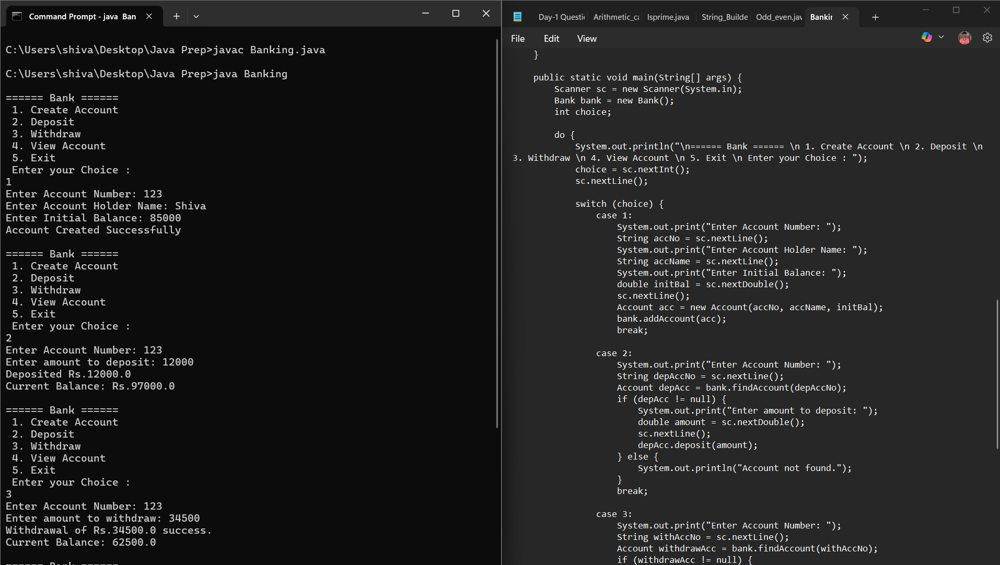 Command Prompt - java  Ban
C:\Users\shiva\Desktop\Java Prep>javac Banking.java
C:\Users\shiva\Desktop\Java Prep>java Banking
====== Bank ======
 1. Create Account
 2. Deposit
 3. Withdraw
 4. View Account
 5. Exit
 Enter your Choice :
1
Enter Account Number: 123
Enter Account Holder Name: Shiva
Enter Initial Balance: 85000
Account Created Successfully
====== Bank ======
 1. Create Account
 2. Deposit
 3. Withdraw
 4. View Account
 5. Exit
 Enter your Choice :
2
Enter Account Number: 123
Enter amount to deposit: 12000
Deposited Rs.12000.0
Current Balance: Rs.97000.0
====== Bank ======
 1. Create Account
 2. Deposit
 3. Withdraw
 4. View Account
 5. Exit
 Enter your Choice :
3
Enter Account Number: 123
Enter amount to withdraw: 34500
Withdrawal of Rs.34500.0 success.
Current Balance: 62500.0
====== Bank ======
Day-1 Questi Arithmetic_ca Isprime.java String_Builde Odd_even.jav Bankin
File Edit View
    }
    public static void main(String[] args) {
        Scanner sc = new Scanner(System.in);
        Bank bank = new Bank();
        int choice;
        do {
            System.out.println("\n====== Bank ====== \n 1. Create Account \n 2. Deposit \n
3. Withdraw \n 4. View Account \n 5. Exit \n Enter your Choice : ");
            choice = sc.nextInt();
            sc.nextLine();
            switch (choice) {
                case 1:
                    System.out.print("Enter Account Number: ");
                    String accNo = sc.nextLine();
                    System.out.print("Enter Account Holder Name: ");
                    String accName = sc.nextLine();
                    System.out.print("Enter Initial Balance: ");
                    double initBal = sc.nextDouble();
                    sc.nextLine();
                    Account acc = new Account(accNo, accName, initBal);
                    bank.addAccount(acc);
                    break;
                case 2:
                    System.out.print("Enter Account Number: ");
                    String depAccNo = sc.nextLine();
                    Account depAcc = bank.findAccount(depAccNo);
                    if (depAcc != null) {
                        System.out.print("Enter amount to deposit: ");
                        double amount = sc.nextDouble();
                        sc.nextLine();
                        depAcc.deposit(amount);
                    } else {
                        System.out.println("Account not found.");
                    }
                    break;
                case 3:
                    System.out.print("Enter Account Number: ");
                    String withAccNo = sc.nextLine();
                    Account withdrawAcc = bank.findAccount(withAccNo);
                    if (withdrawAcc != null) {